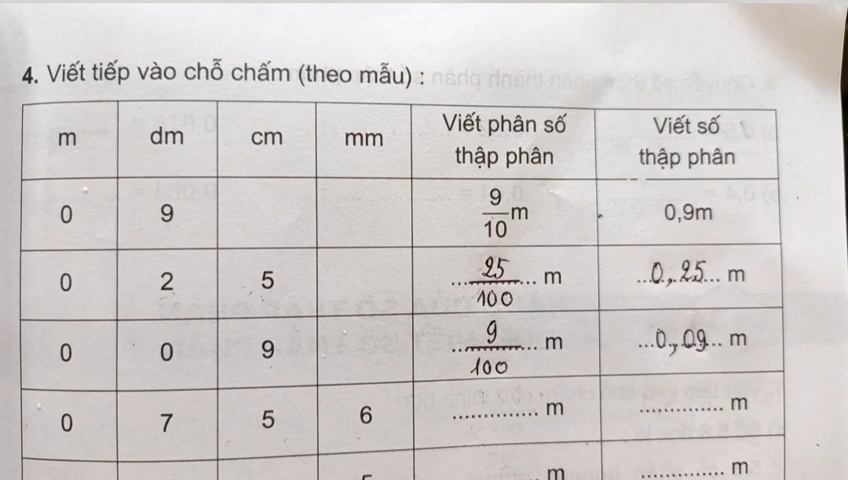 4. Viết tiếp vào chỗ chấm (theo mẫu) :
m dm cm mm Viết phân số thập phân Viết số thập phân
0 9 9/10 m 0,9m
0 2 5 25/100 m 0,25 m
0 0 9 9/100 m 0,09 m
0 7 5 6 ............. m ............. m
m ............. m